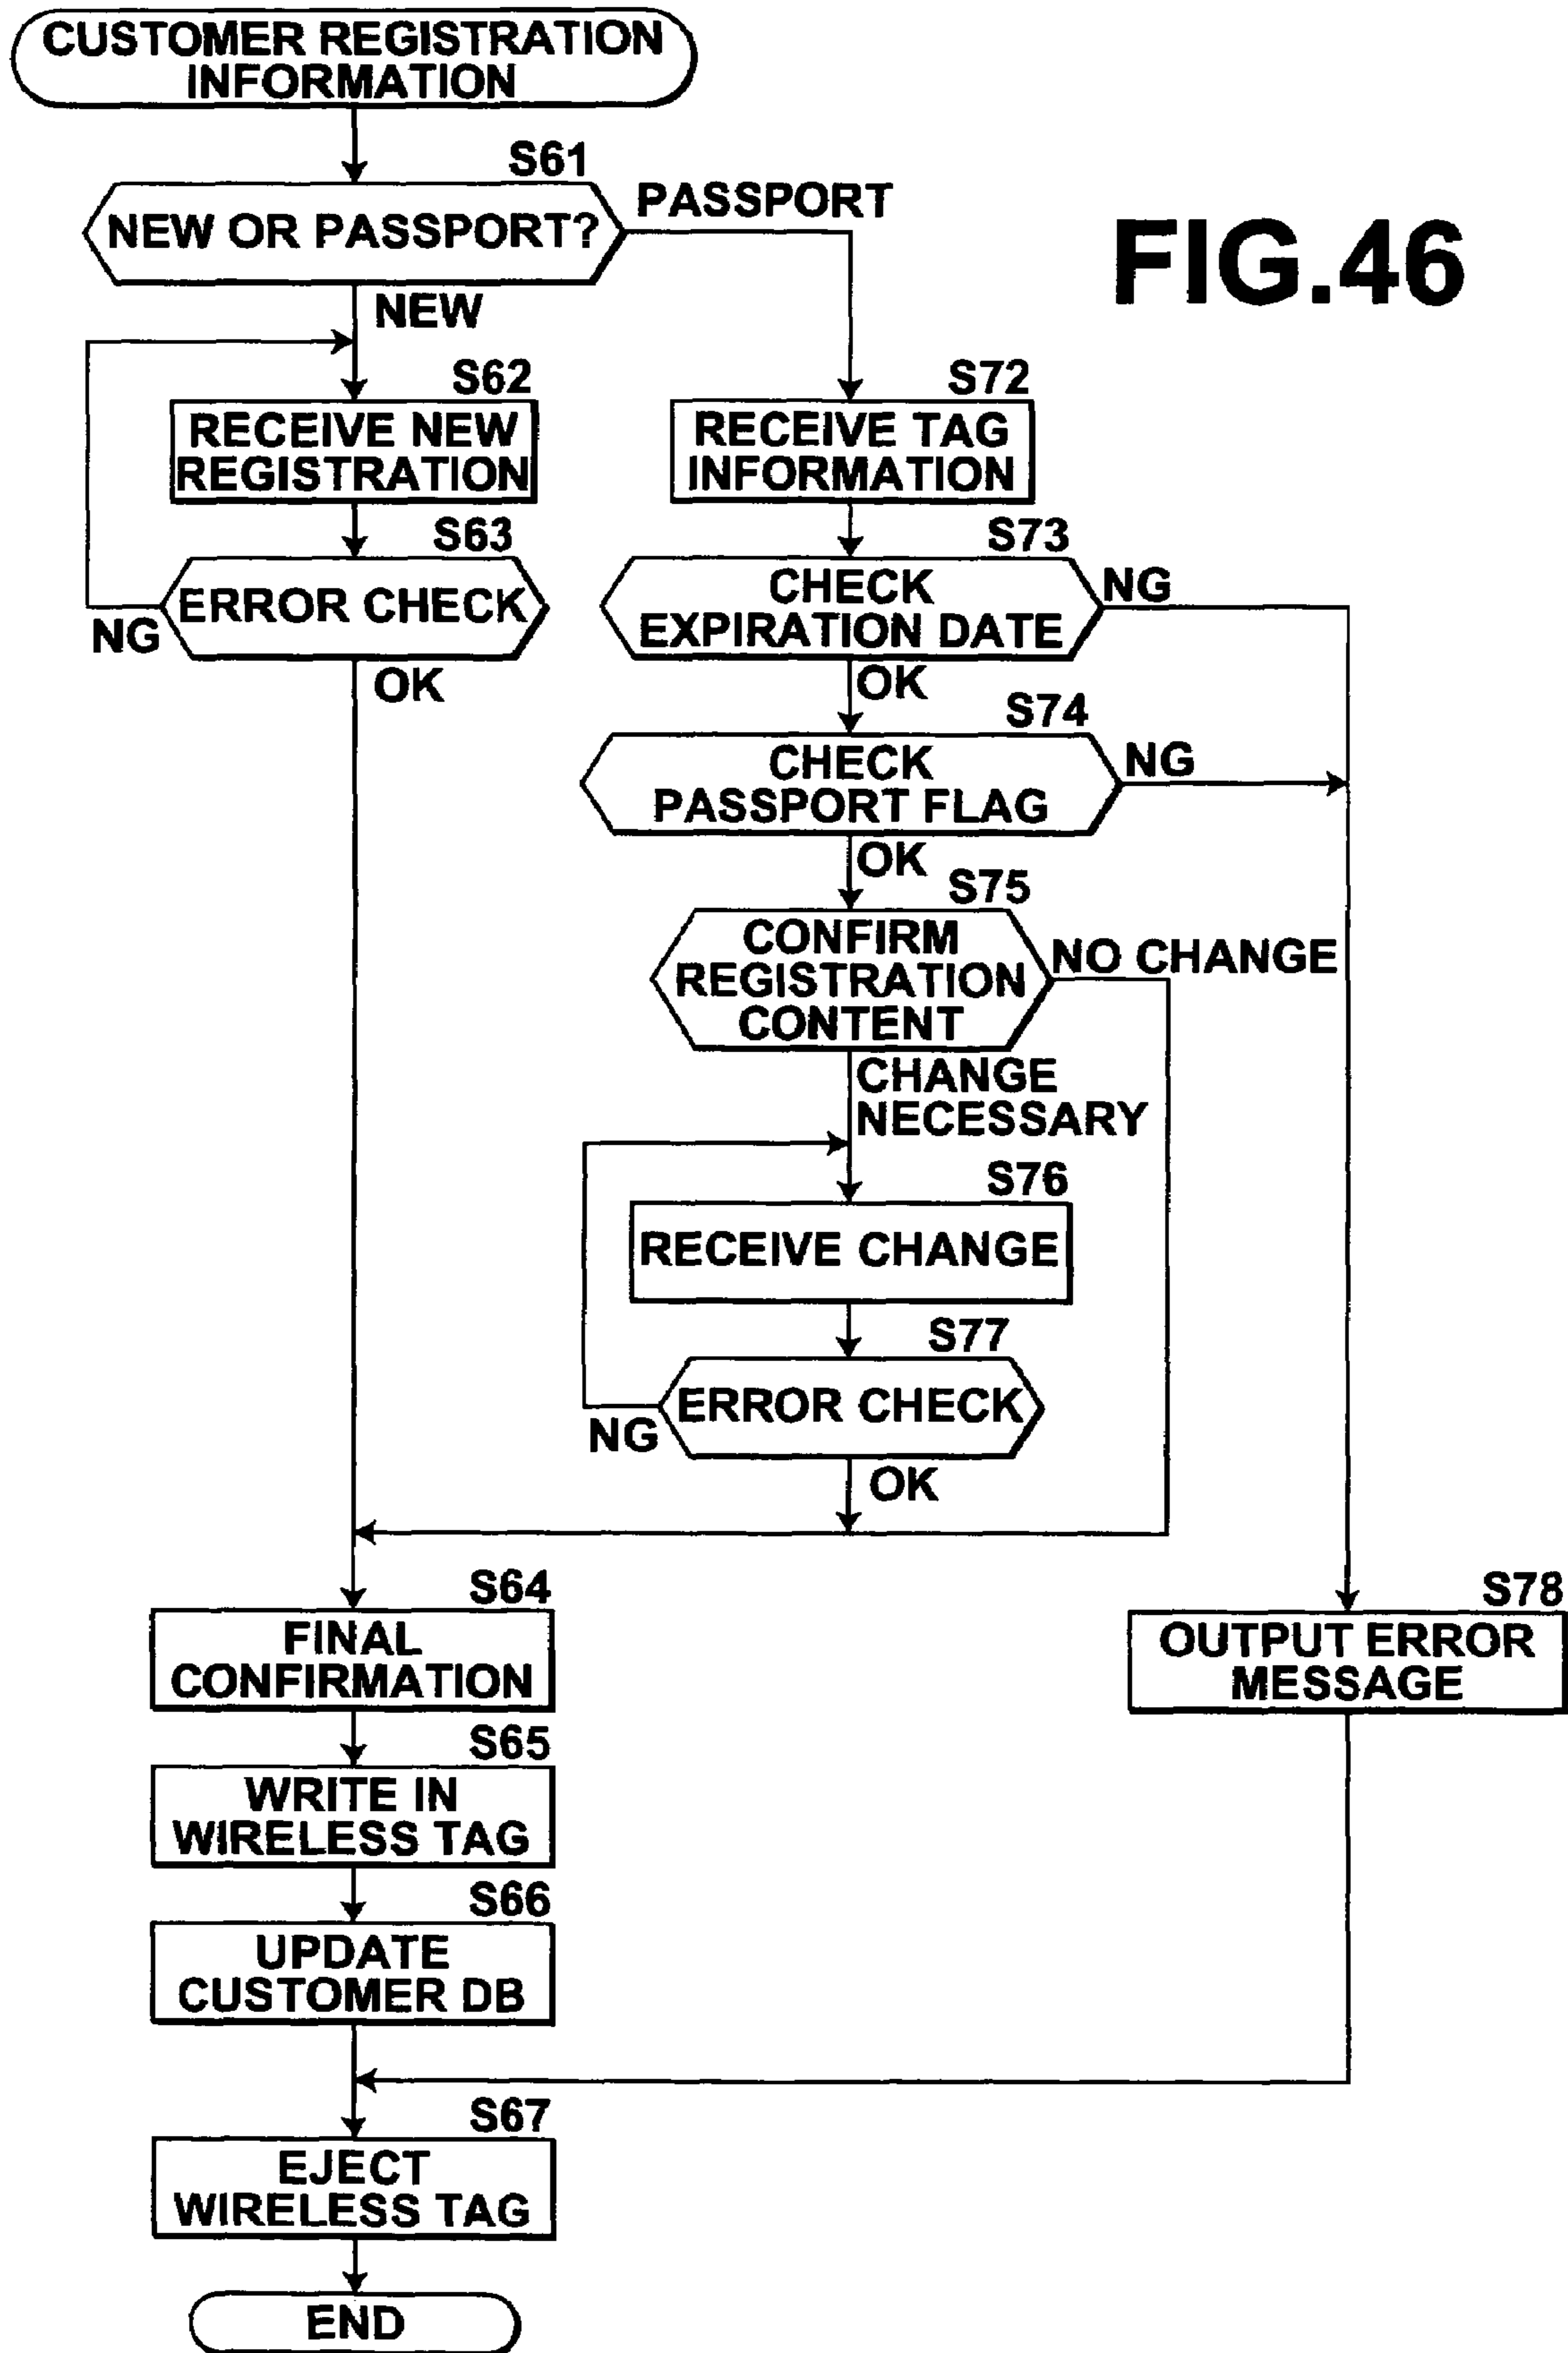 CUSTOMER REGISTRATION
INFORMATION
S61
NEW OR PASSPORT?
PASSPORT
FIG.46
NEW
S62
RECEIVE NEW
REGISTRATION
S72
RECEIVE TAG
INFORMATION
S63
ERROR CHECK
NG
OK
S73
CHECK
EXPIRATION DATE
NG
OK
S74
CHECK
PASSPORT FLAG
NG
OK
S75
CONFIRM
REGISTRATION
CONTENT
NO CHANGE
CHANGE
NECESSARY
S76
RECEIVE CHANGE
S77
ERROR CHECK
NG
OK
S64
FINAL
CONFIRMATION
S78
OUTPUT ERROR
MESSAGE
S65
WRITE IN
WIRELESS TAG
S66
UPDATE
CUSTOMER DB
S67
EJECT
WIRELESS TAG
END